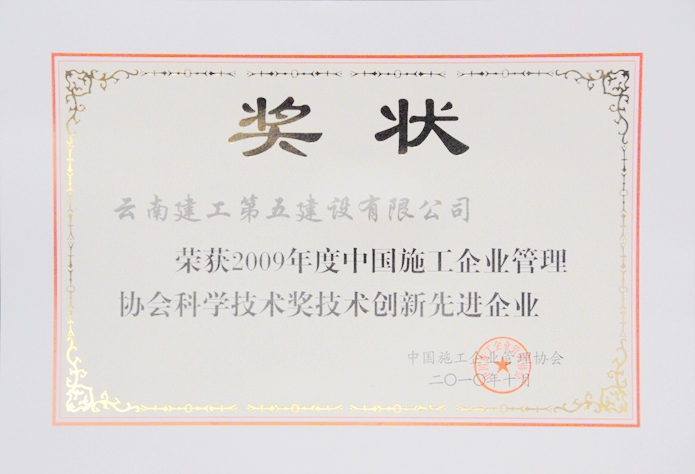 奖状
云南建工第五建设有限公司
荣获2009年度中国施工企业管理
协会科学技术奖技术创新先进企业
中国施工企业管理协会
二〇一〇年十月